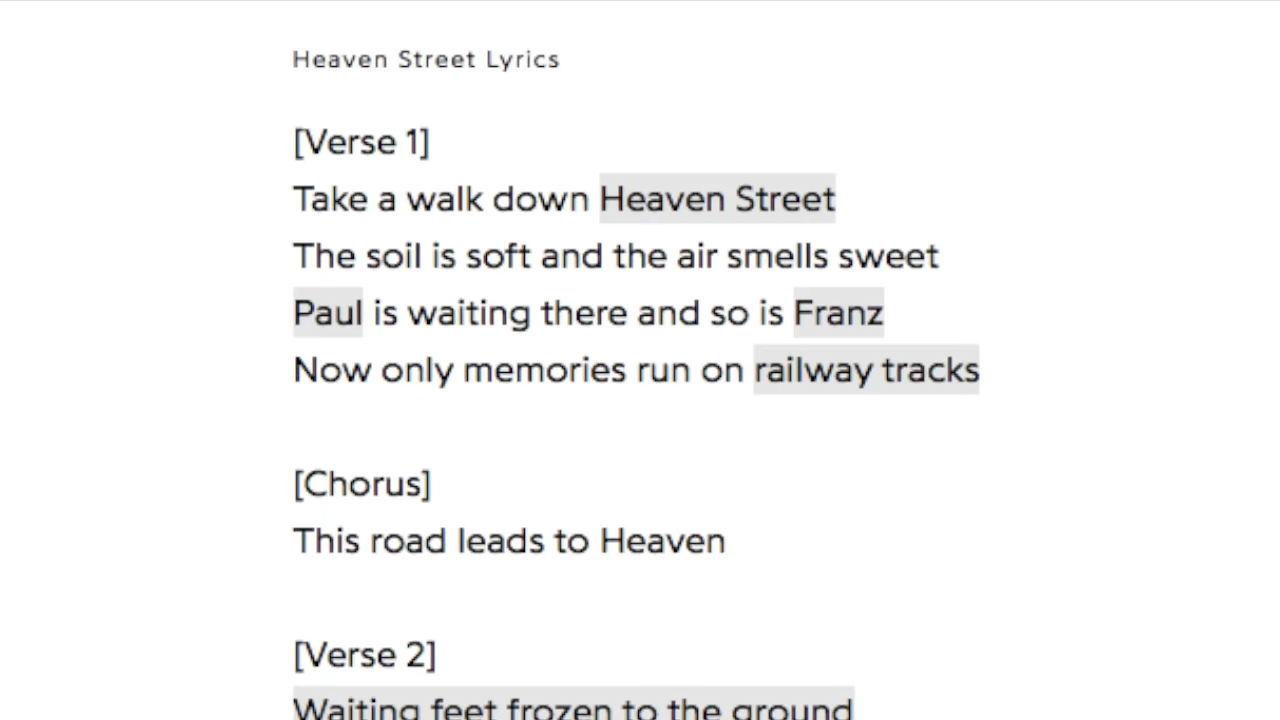 Heaven Street Lyrics
[Verse 1]
Take a walk down Heaven Street
The soil is soft and the air smells sweet
Paul is waiting there and so is Franz
Now only memories run on railway tracks
[Chorus]
This road leads to Heaven
[Verse 2]
Waiting feet frozen to the ground